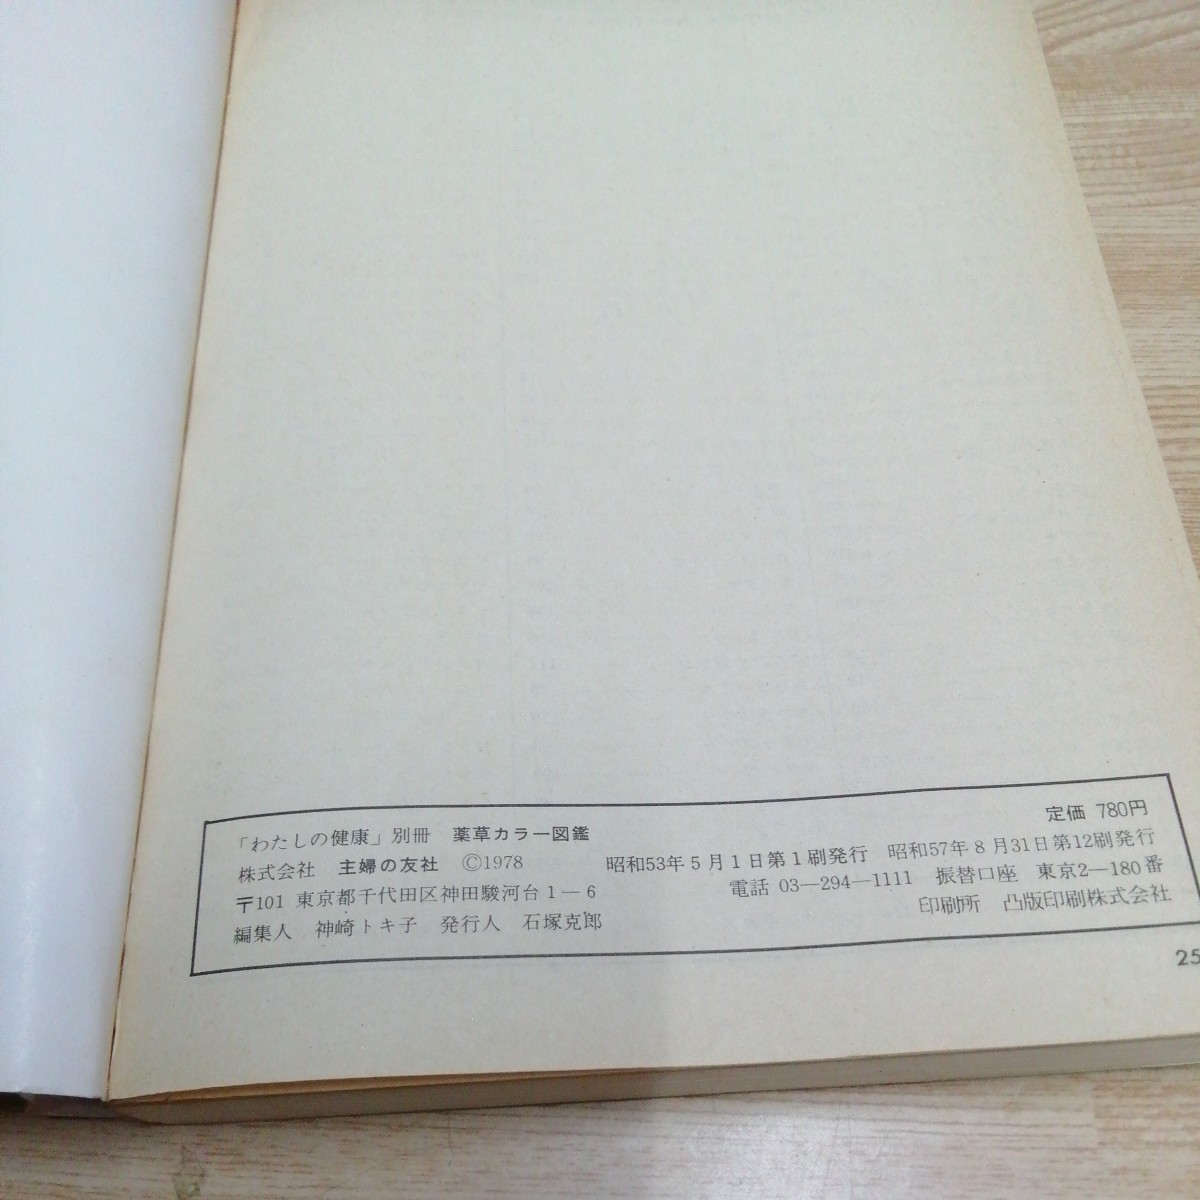 定価 780円
「わたしの健康」別冊 薬草カラー図鑑
株式会社 主婦の友社 ©1978 昭和53年5月1日第1刷発行 昭和57年8月31日第12刷発行
〒101 東京都千代田区神田駿河台1―6 電話 03―294―1111 振替口座 東京2―180番
編集人 神崎トキ子 発行人 石塚克郎 印刷所 凸版印刷株式会社
25